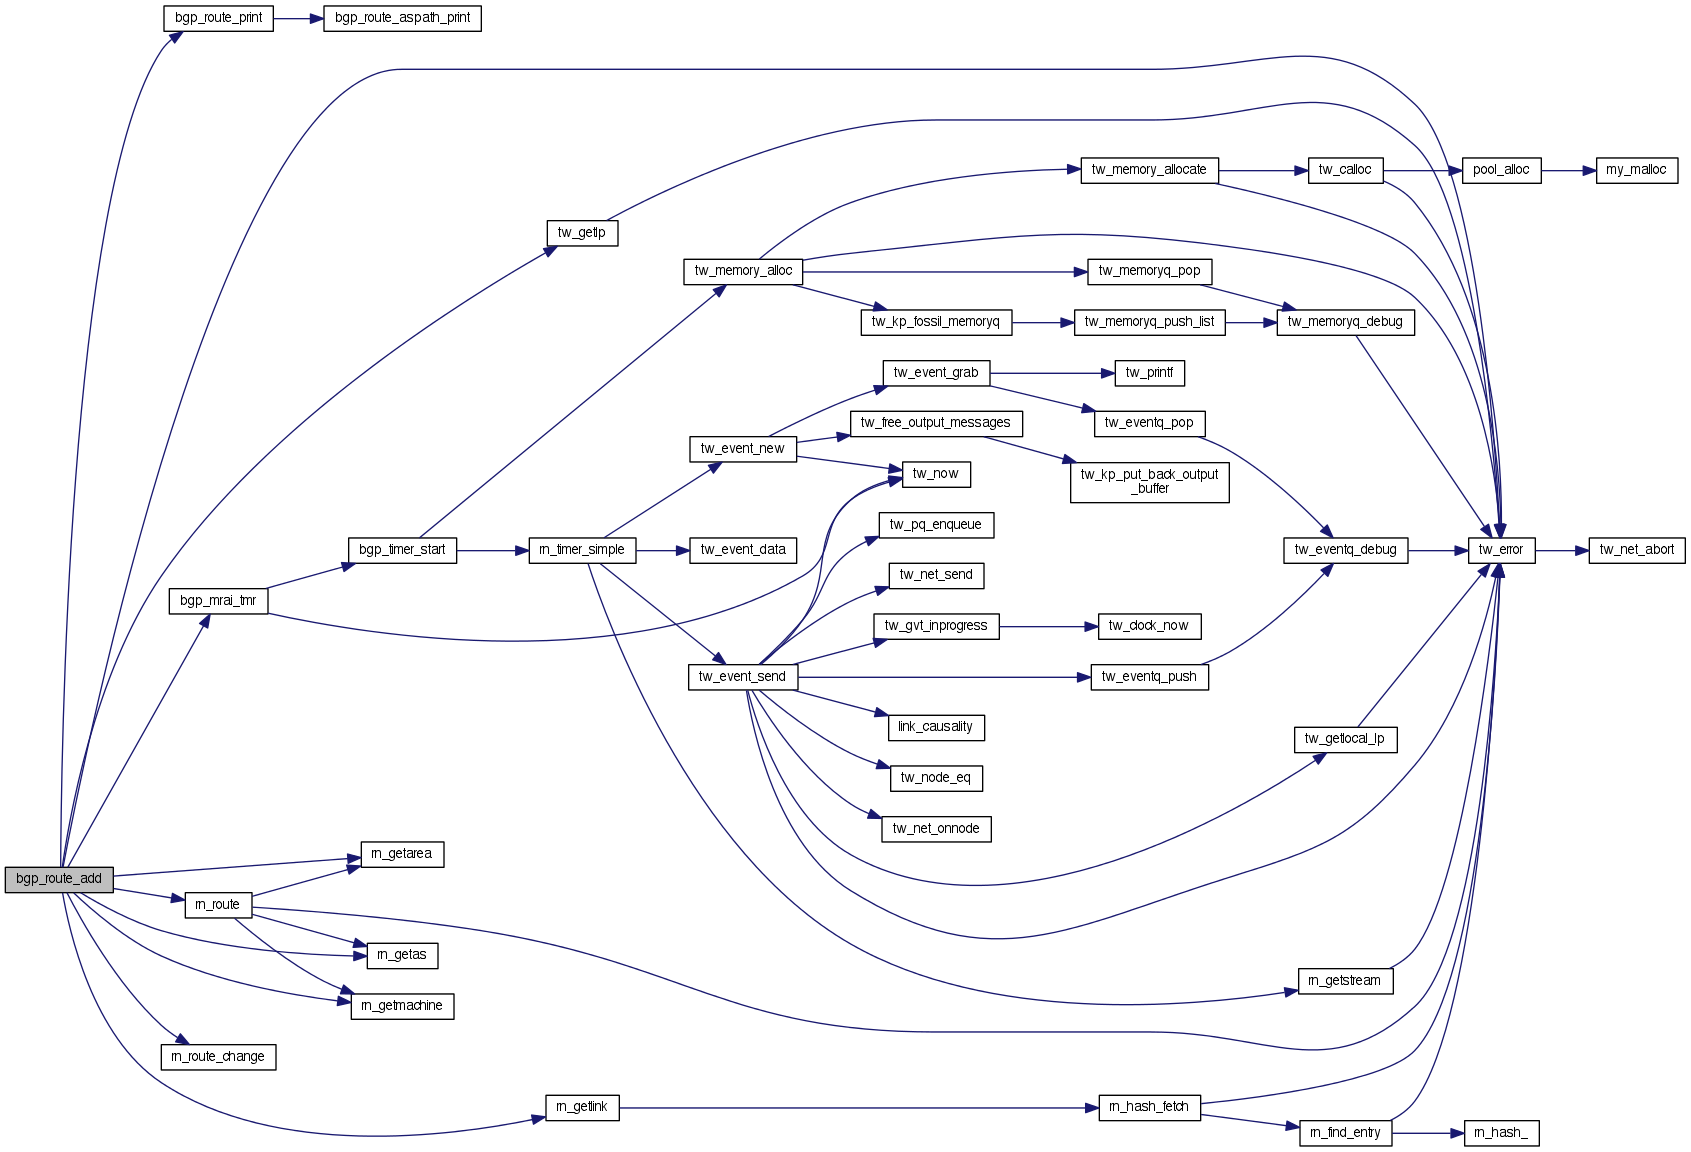 bgp_route_print
bgp_route_aspath_print
tw_memory_allocate
tw_calloc
pool_alloc
my_malloc
tw_getlp
tw_memory_alloc
tw_memoryq_pop
tw_kp_fossil_memoryq
tw_memoryq_push_list
tw_memoryq_debug
tw_event_grab
tw_printf
tw_free_output_messages
tw_eventq_pop
tw_event_new
tw_now
tw_kp_put_back_output
_buffer
tw_pq_enqueue
bgp_timer_start
rn_timer_simple
tw_event_data
tw_eventq_debug
tw_error
tw_net_abort
tw_net_send
bgp_mrai_tmr
tw_gvt_inprogress
tw_clock_now
tw_event_send
tw_eventq_push
link_causality
tw_getlocal_lp
tw_node_eq
tw_net_onnode
rn_getarea
bgp_route_add
rn_route
rn_getas
rn_getstream
rn_getmachine
rn_route_change
rn_getlink
rn_hash_fetch
rn_find_entry
rn_hash_